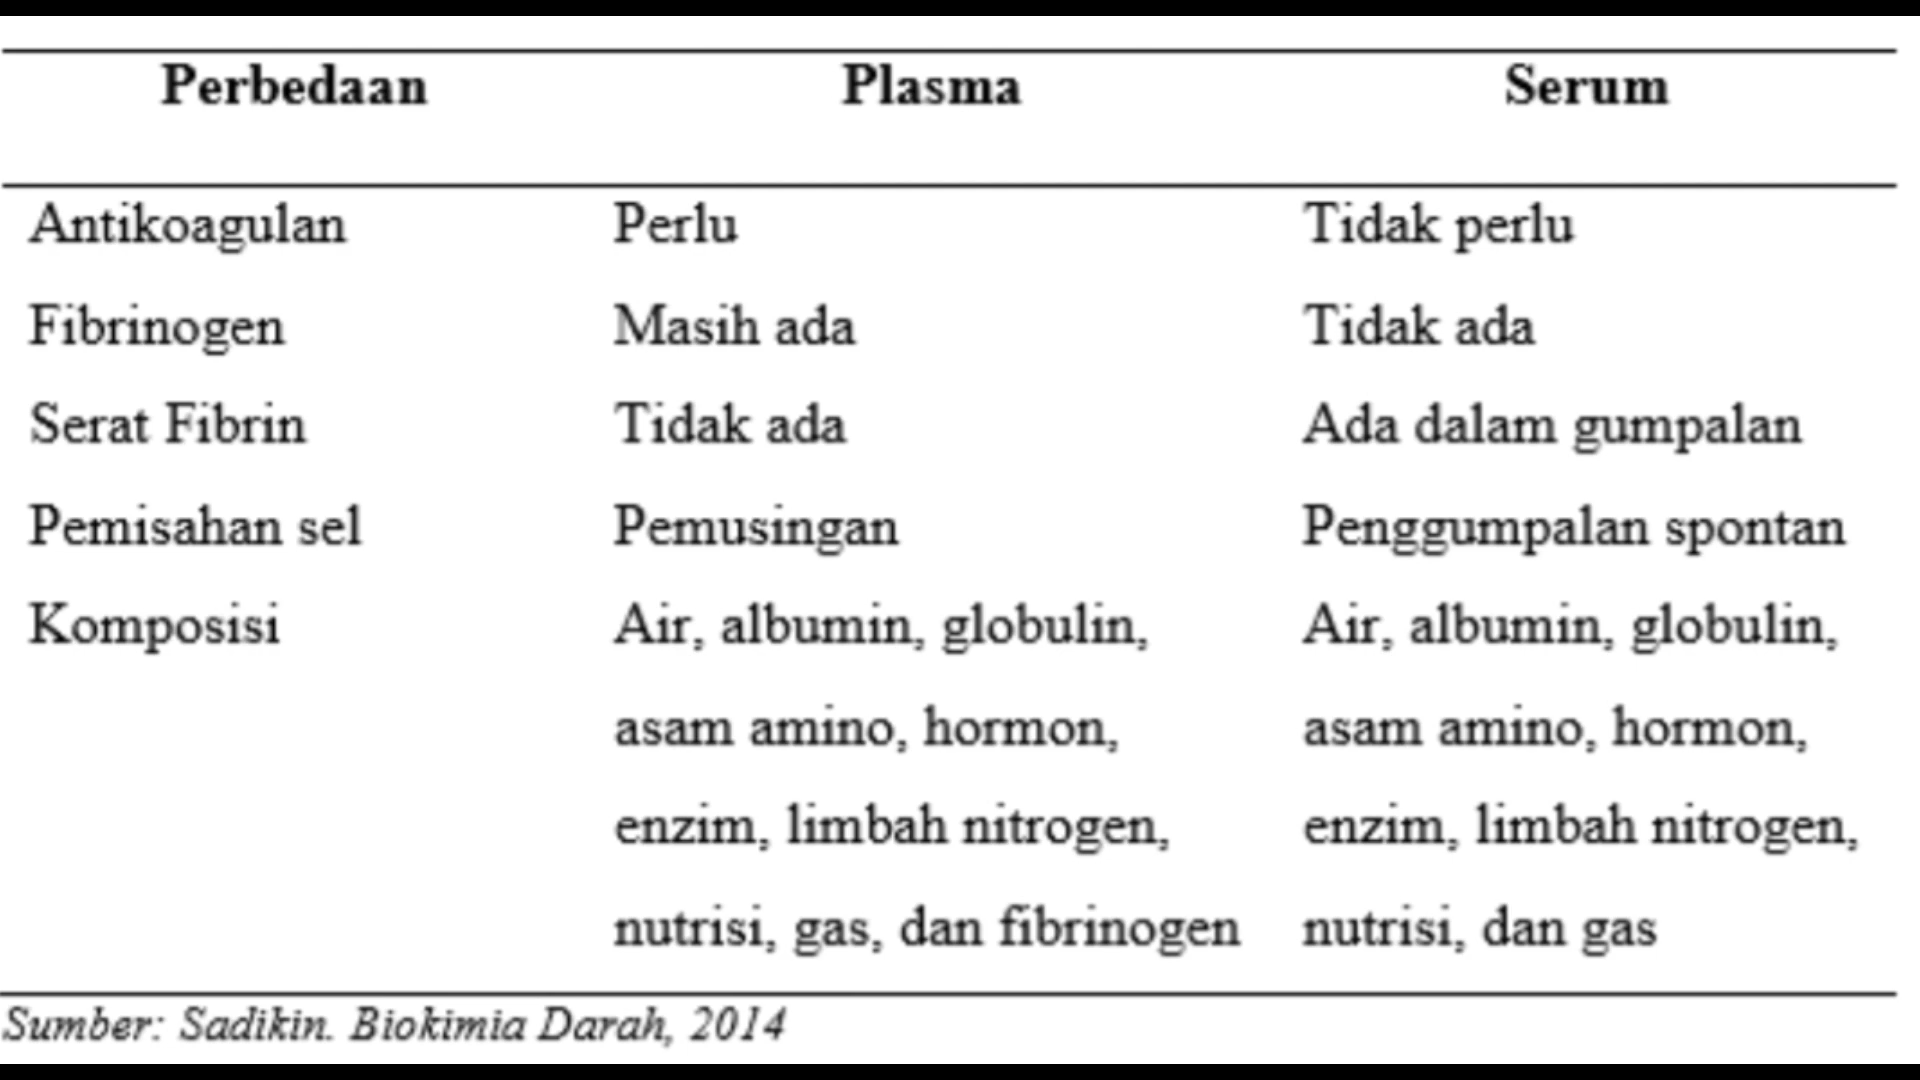 Perbedaan Plasma Serum
Antikoagulan Perlu Tidak perlu
Fibrinogen Masih ada Tidak ada
Serat Fibrin Tidak ada Ada dalam gumpalan
Pemisahan sel Pemusingan Penggumpalan spontan
Komposisi Air, albumin, globulin, Air, albumin, globulin,
asam amino, hormon, asam amino, hormon,
enzim, limbah nitrogen, enzim, limbah nitrogen,
nutrisi, gas, dan fibrinogen nutrisi, dan gas
Sumber: Sadikin. Biokimia Darah, 2014